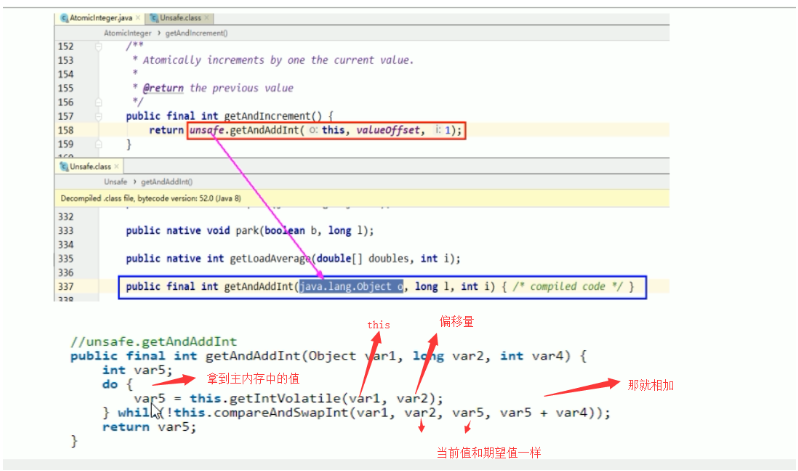 AtomicInteger.java × Unsafe.class ×
AtomicInteger › getAndIncrement()
152 /**
153 * Atomically increments by one the current value.
154 *
155 * @return the previous value
156 */
157 public final int getAndIncrement() {
158 return unsafe.getAndAddInt( o: this, valueOffset, i: 1);
159 }
160
Unsafe.class ×
Unsafe › getAndAddInt()
Decompiled .class file, bytecode version: 52.0 (Java 8)
332
333 public native void park(boolean b, long l);
334
335 public native int getLoadAverage(double[] doubles, int i);
336
337 public final int getAndAddInt(java.lang.Object o, long l, int i) { /* compiled code */ }
338
this
偏移量
//unsafe.getAndAddInt
public final int getAndAddInt(Object var1, long var2, int var4) {
int var5;
拿到主内存中的值
那就相加
do {
var5 = this.getIntVolatile(var1, var2);
} while(!this.compareAndSwapInt(var1, var2, var5, var5 + var4));
return var5;
当前值和期望值一样
}